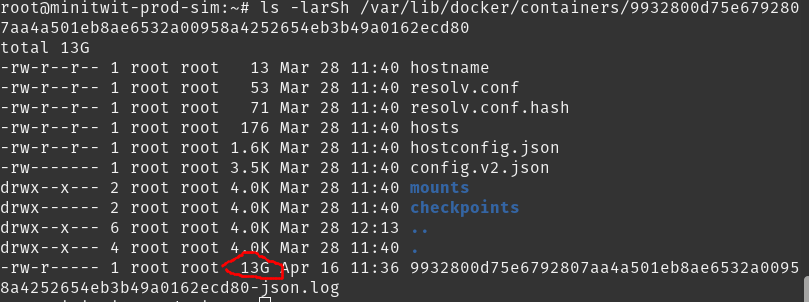 root@minitwit-prod-sim:~# ls -larSh /var/lib/docker/containers/9932800d75e679280
7aa4a501eb8ae6532a00958a4252654eb3b49a0162ecd80
total 13G
-rw-r--r-- 1 root root   13 Mar 28 11:40 hostname
-rw-r--r-- 1 root root   53 Mar 28 11:40 resolv.conf
-rw-r--r-- 1 root root   71 Mar 28 11:40 resolv.conf.hash
-rw-r--r-- 1 root root  176 Mar 28 11:40 hosts
-rw-r--r-- 1 root root 1.6K Mar 28 11:40 hostconfig.json
-rw------- 1 root root 3.5K Mar 28 11:40 config.v2.json
drwx--x--- 2 root root 4.0K Mar 28 11:40 mounts
drwx------ 2 root root 4.0K Mar 28 11:40 checkpoints
drwx--x--- 6 root root 4.0K Mar 28 12:13 ..
drwx--x--- 4 root root 4.0K Mar 28 11:40 .
-rw-r----- 1 root root  13G Apr 16 11:36 9932800d75e6792807aa4a501eb8ae6532a0095
8a4252654eb3b49a0162ecd80-json.log